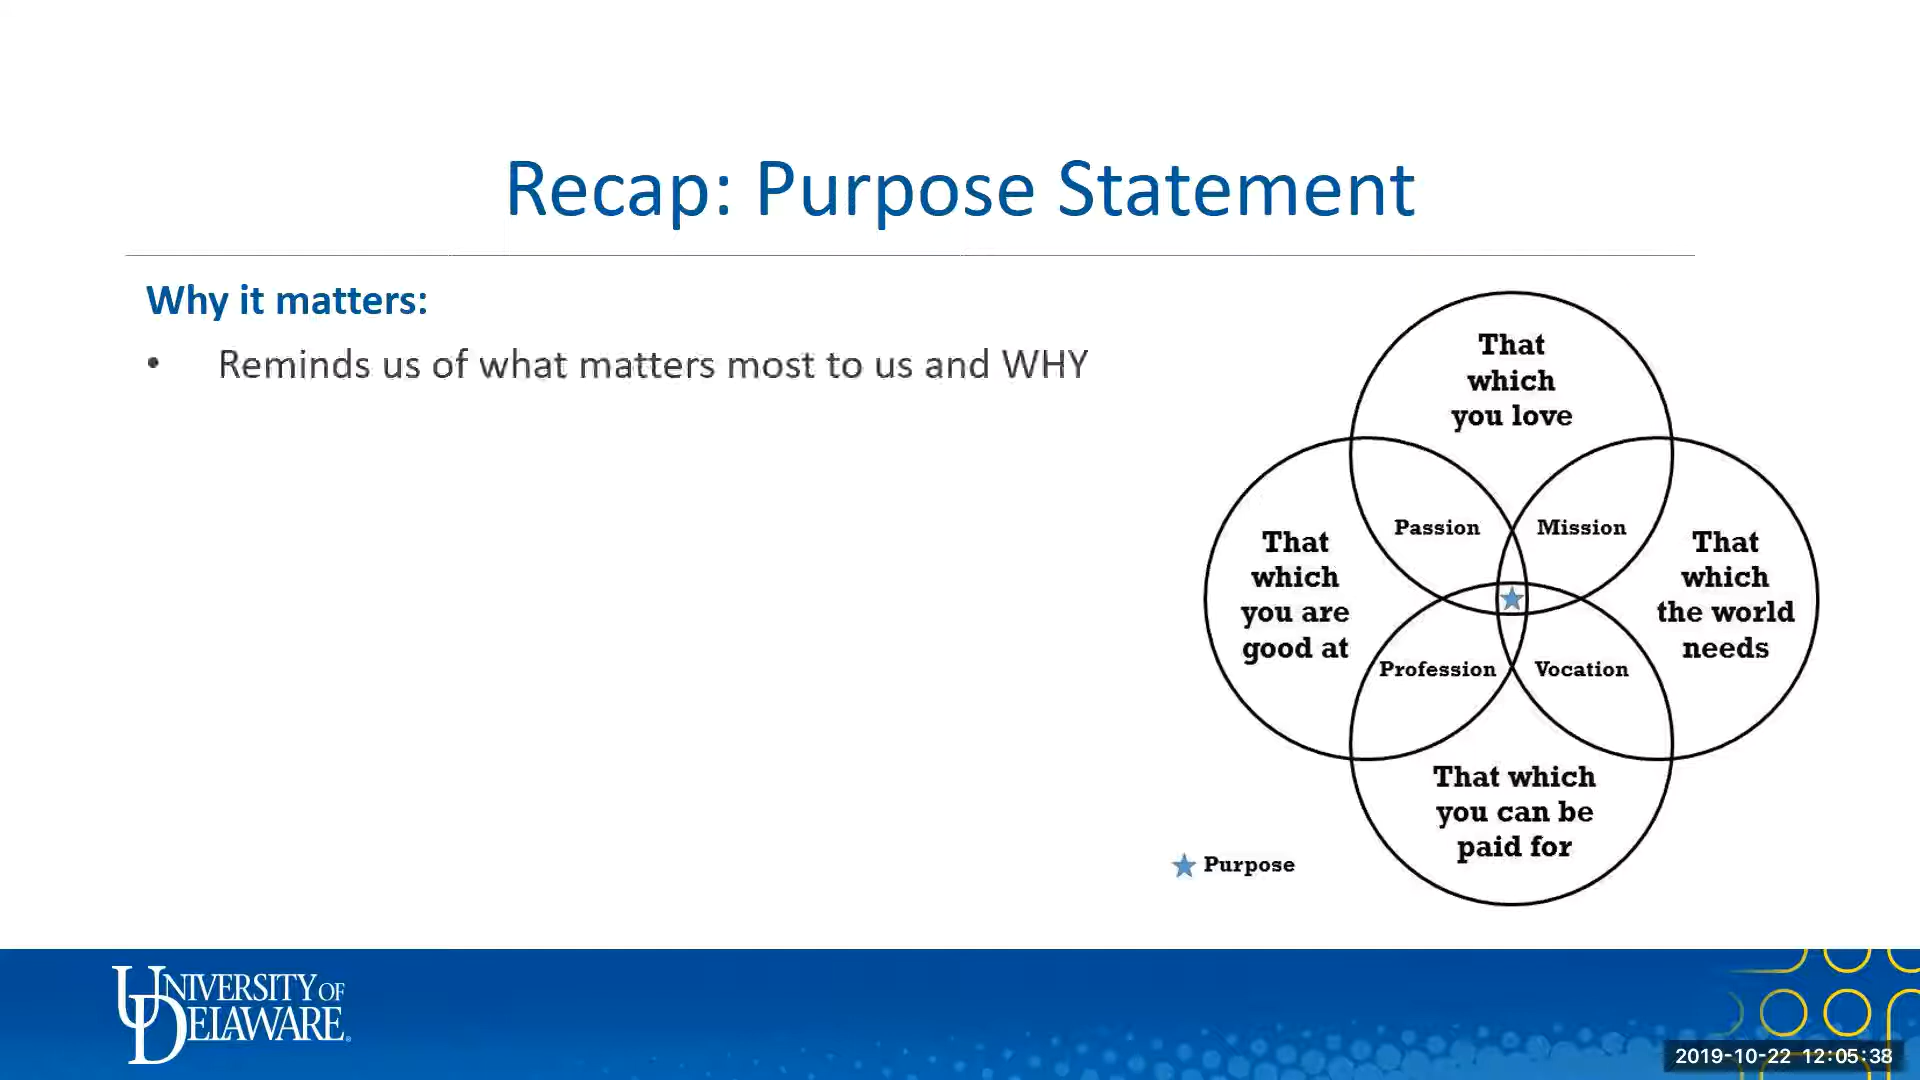 Recap: Purpose Statement
Why it matters:
• Reminds us of what matters most to us and WHY
That
which
you love
Passion
Mission
That
which
you are
good at
That
which
the world
needs
Profession
Vocation
That which
you can be
paid for
Purpose
UNIVERSITY OF
DELAWARE.
2019-10-22 12:05:38